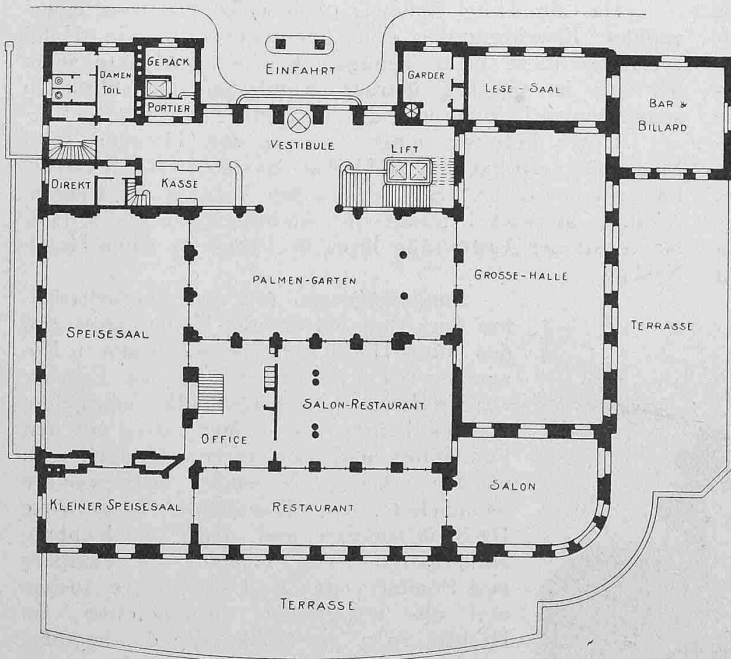 EINFAHRT
GEPÄCK
DAMEN
TOIL
PORTIER
GARDER
LESE-SAAL
BAR &
BILLARD
VESTIBULE
LIFT
DIREKT
KASSE
PALMEN-GARTEN
GROSSE-HALLE
SPEISESAAL
TERRASSE
SALON-RESTAURANT
OFFICE
SALON
KLEINER SPEISESAAL
RESTAURANT
TERRASSE